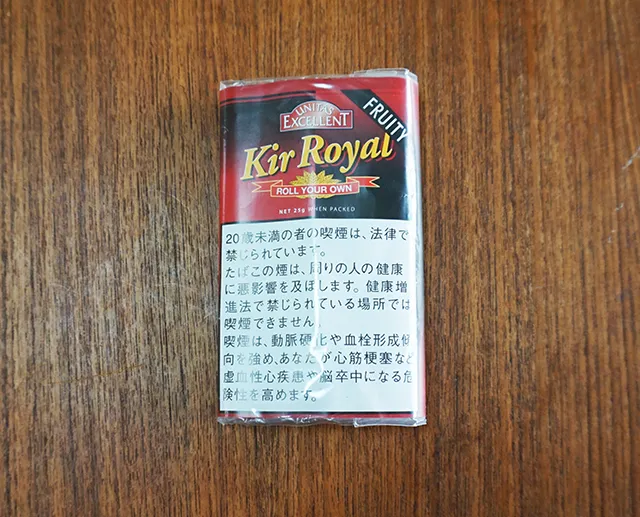 UNITAS
EXCELLENT
FRUITY
Kir Royal
ROLL YOUR OWN
NET 25g WHEN PACKED
20歳未満の者の喫煙は、法律で
禁じられています。
たばこの煙は、周りの人の健康
に悪影響を及ぼします。健康増
進法で禁じられている場所では
喫煙できません。
喫煙は、動脈硬化や血栓形成傾
向を強め、あなたが心筋梗塞など
虚血性心疾患や脳卒中になる危
険性を高めます。